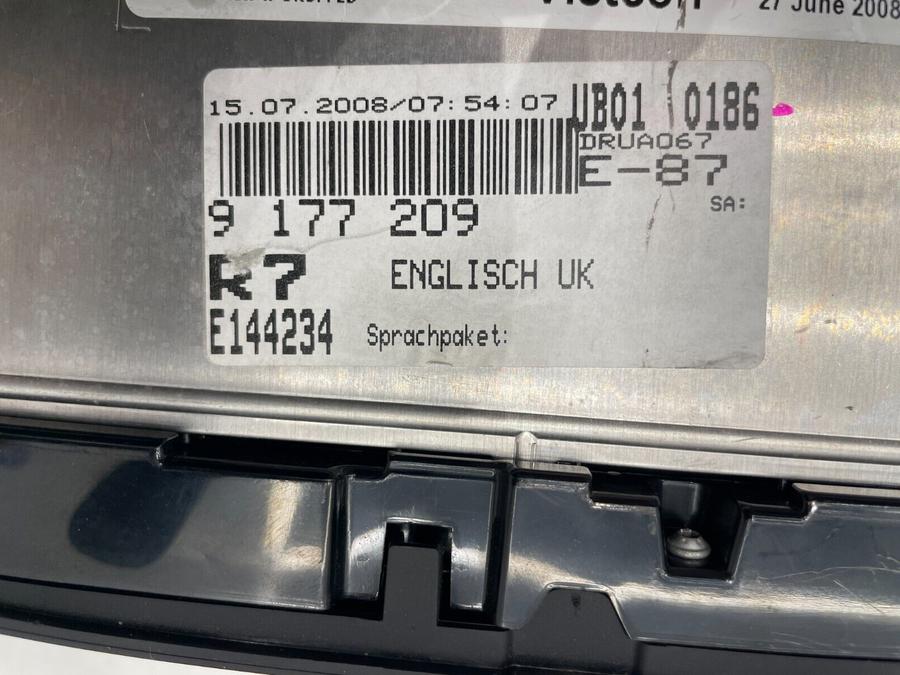 27 June 2008
15.07.2008/07:54:07 UB01 0186
DRUA067
E-87
SA:
9 177 209
R7 ENGLISCH UK
E144234 Sprachpaket: